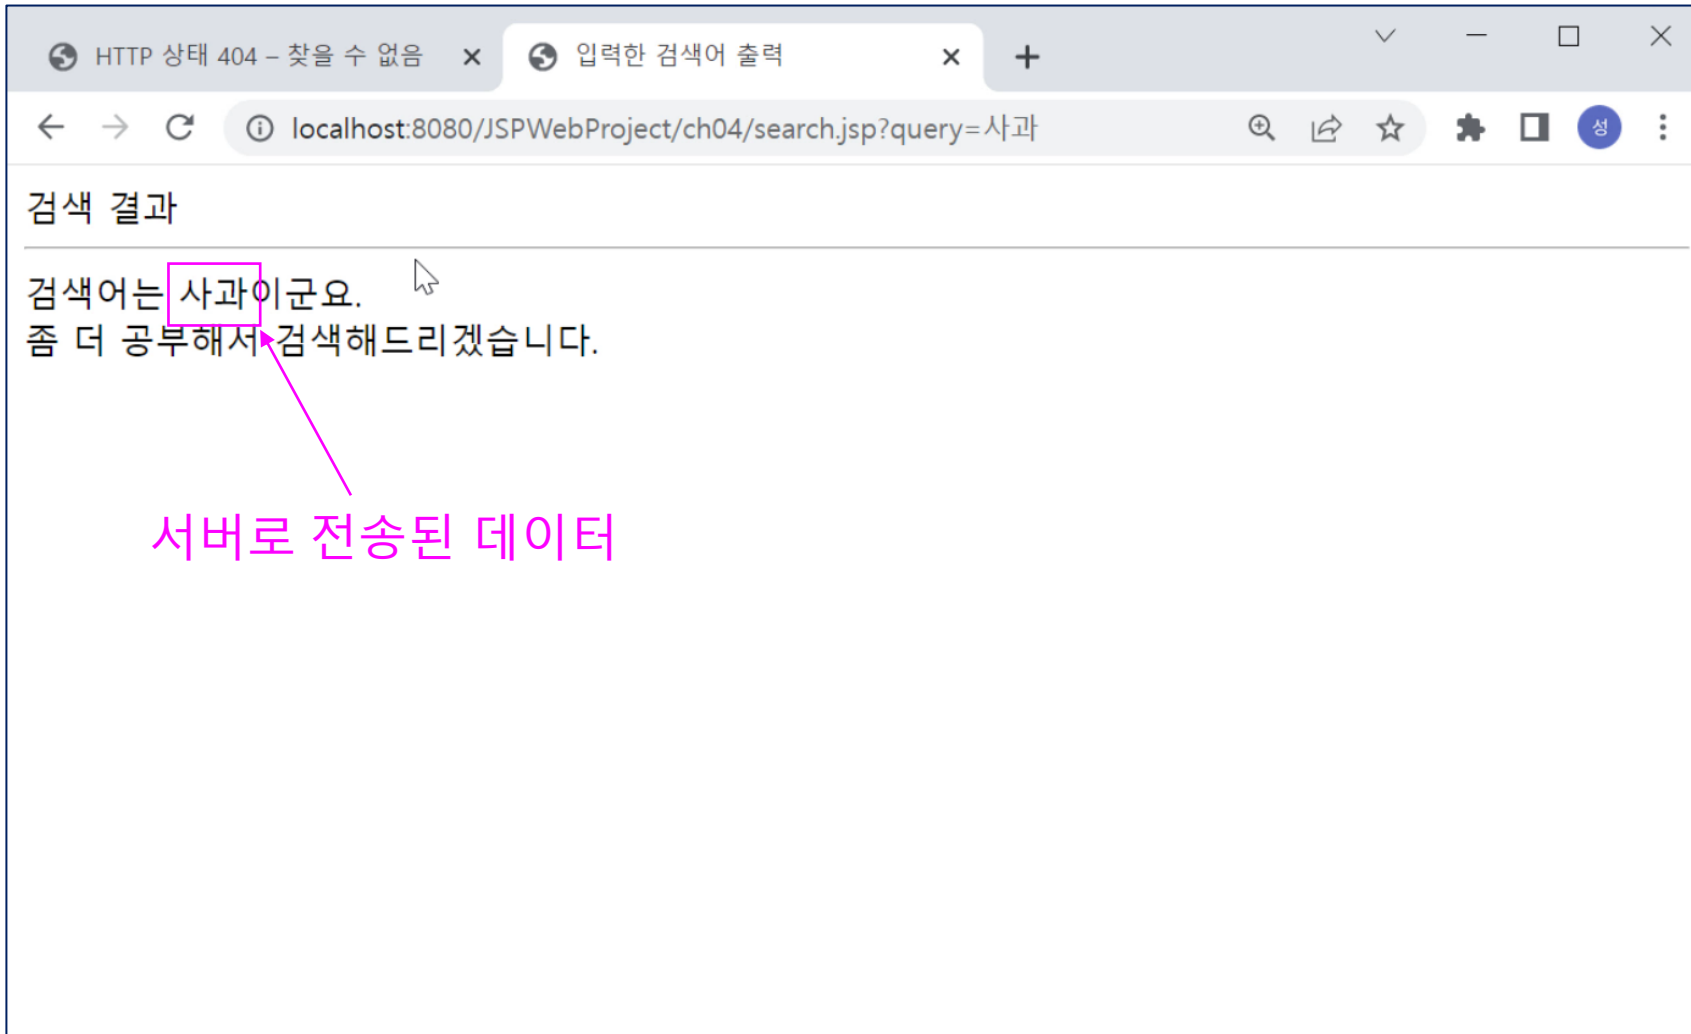 HTTP 상태 404 – 찾을 수 없음
입력한 검색어 출력
localhost:8080/JSPWebProject/ch04/search.jsp?query=사과
성
검색 결과
검색어는 사과이군요.
좀 더 공부해서 검색해드리겠습니다.
서버로 전송된 데이터